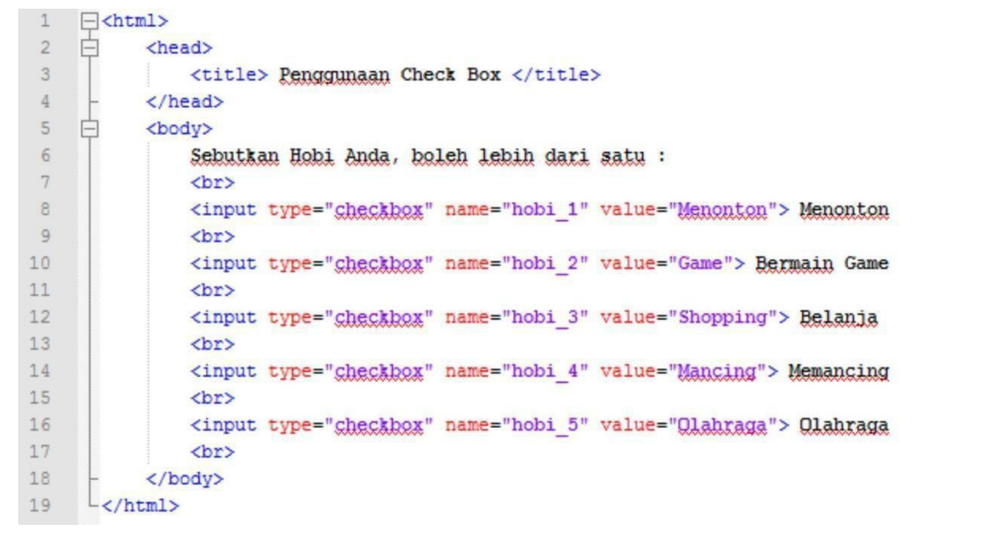 1 <html>
2 <head>
3 <title> Penggunaan Check Box </title>
4 </head>
5 <body>
6 Sebutkan Hobi Anda, boleh lebih dari satu :
7 <br>
8 <input type="checkbox" name="hobi_1" value="Menonton"> Menonton
9 <br>
10 <input type="checkbox" name="hobi_2" value="Game"> Bermain Game
11 <br>
12 <input type="checkbox" name="hobi_3" value="Shopping"> Belanja
13 <br>
14 <input type="checkbox" name="hobi_4" value="Mancing"> Memancing
15 <br>
16 <input type="checkbox" name="hobi_5" value="Olahraga"> Olahraga
17 <br>
18 </body>
19 </html>